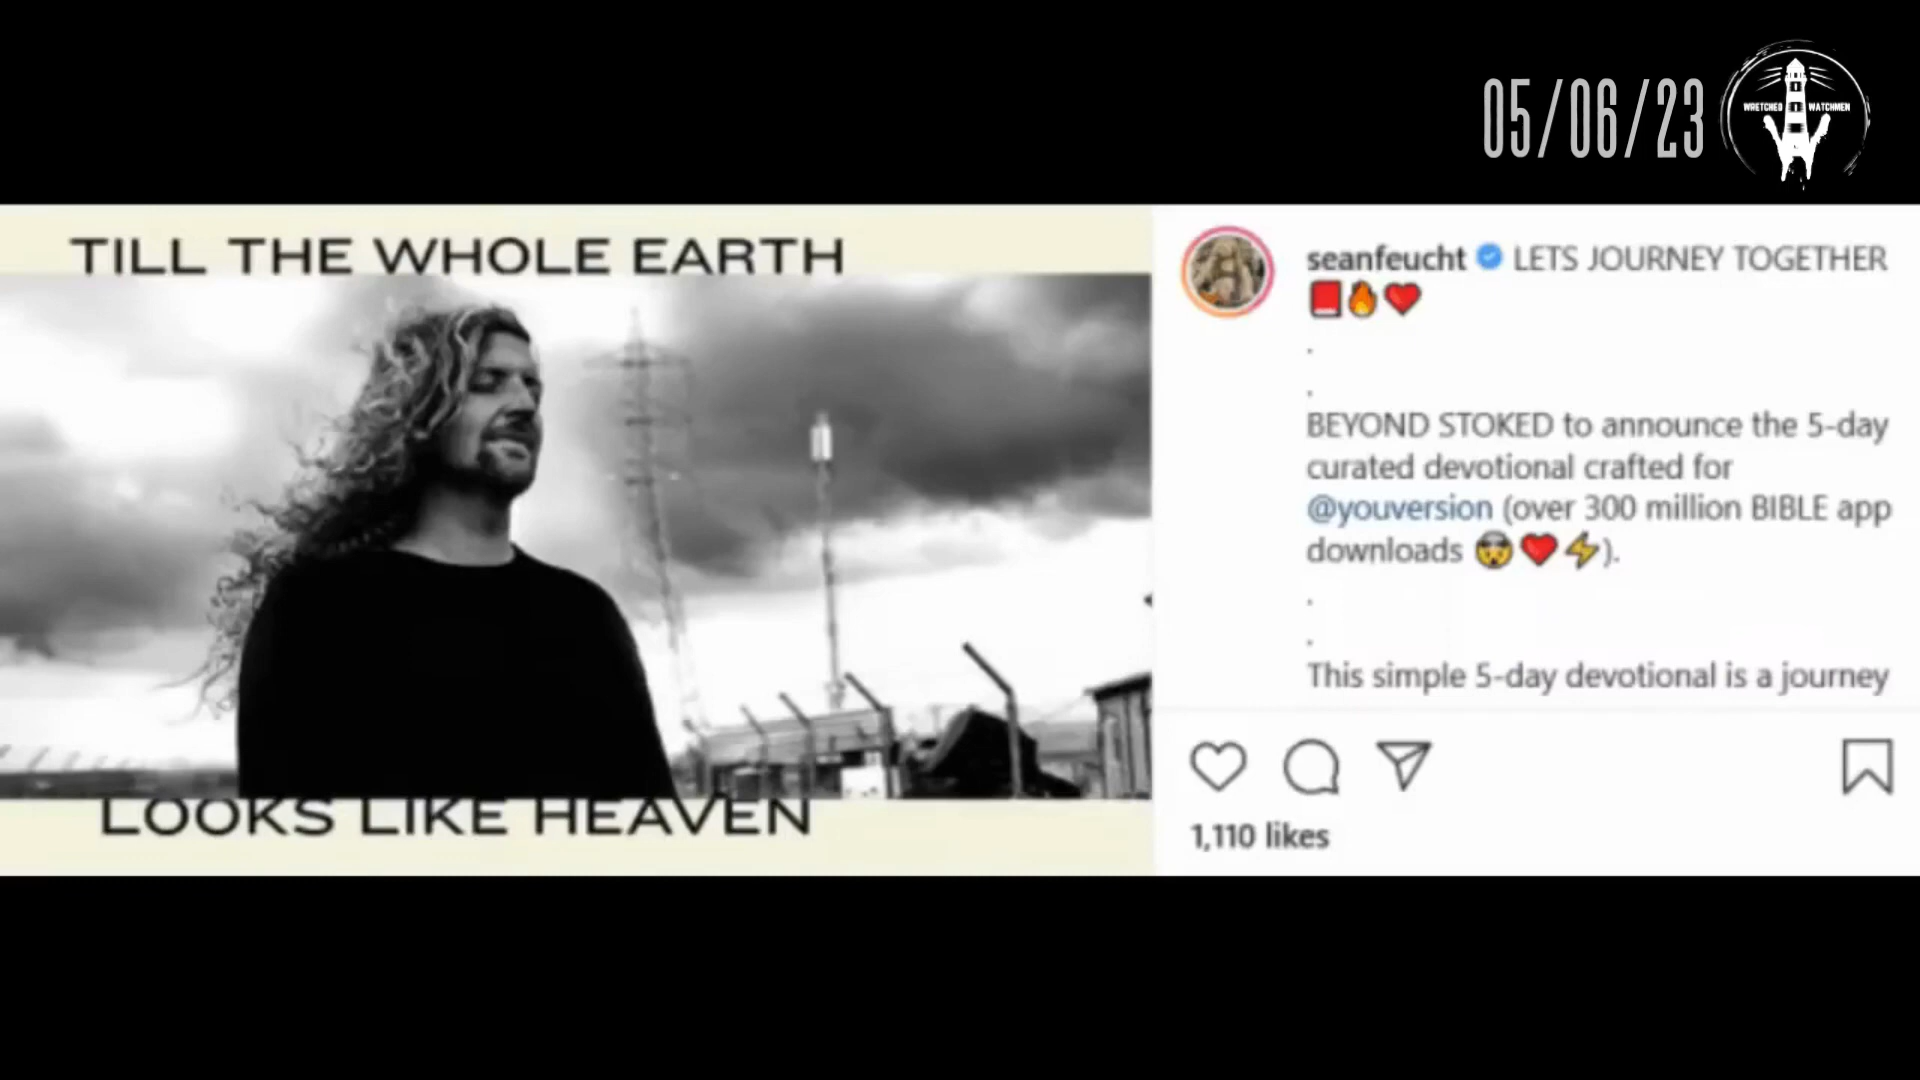 05/06/23
WRETCHED WATCHMEN
TILL THE WHOLE EARTH
LOOKS LIKE HEAVEN
seanfeucht LETS JOURNEY TOGETHER
📕🔥❤️
.
.
BEYOND STOKED to announce the 5-day
curated devotional crafted for
@youversion (over 300 million BIBLE app
downloads 🤯❤️⚡).
.
.
This simple 5-day devotional is a journey
1,110 likes